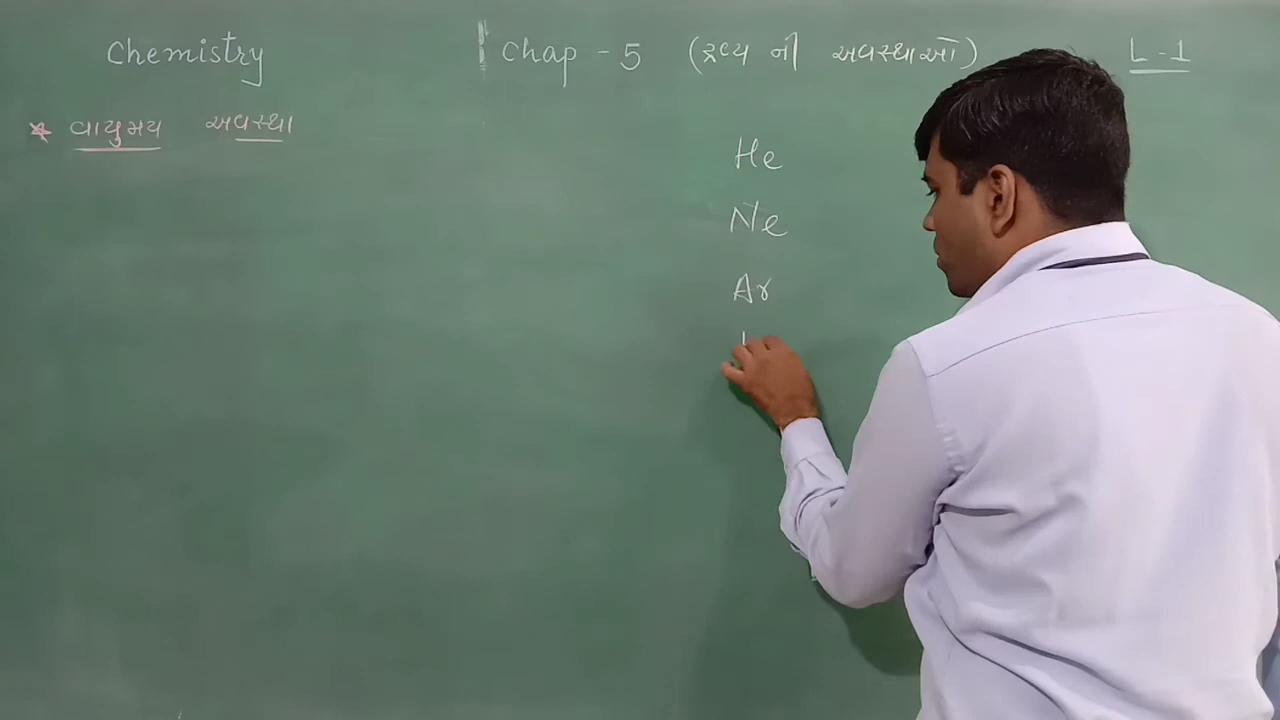 Chemistry
Chap - 5 (દ્રવ્ય ની અવસ્થાઓ)
L - 1
* વાયુમય અવસ્થા
He
Ne
Ar